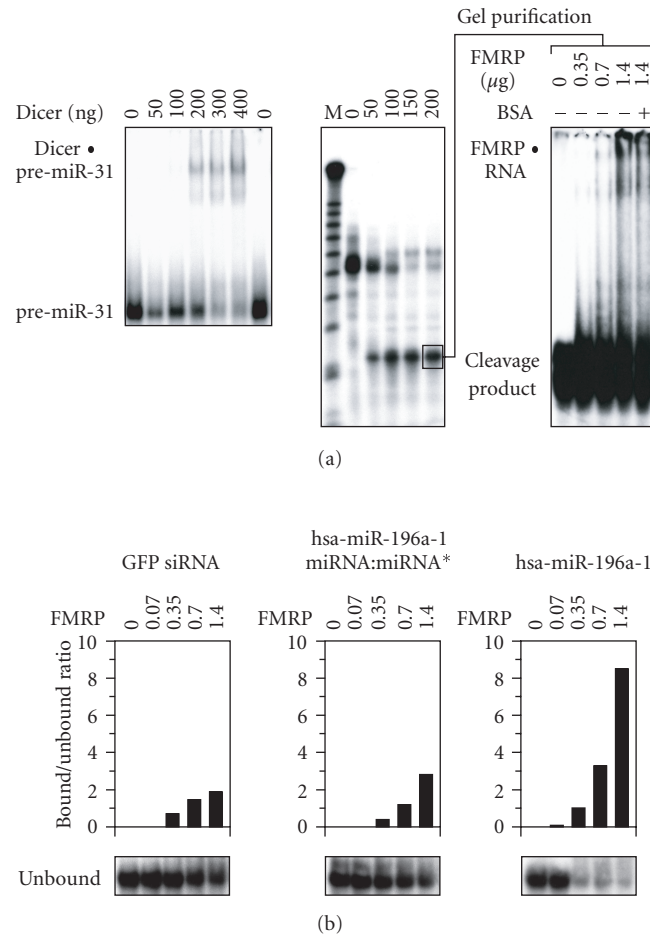 Gel purification
FMRP (µg) 0 0.35 0.7 1.4 1.4
BSA – – – – +
Dicer (ng) 0 50 100 200 300 400 0
M 0 50 100 150 200
Dicer • pre-miR-31
FMRP • RNA
pre-miR-31
Cleavage product
(a)
GFP siRNA
hsa-miR-196a-1 miRNA:miRNA*
hsa-miR-196a-1
FMRP 0 0.07 0.35 0.7 1.4
FMRP 0 0.07 0.35 0.7 1.4
FMRP 0 0.07 0.35 0.7 1.4
Bound/unbound ratio
10 8 6 4 2 0
10 8 6 4 2 0
10 8 6 4 2 0
Unbound
(b)